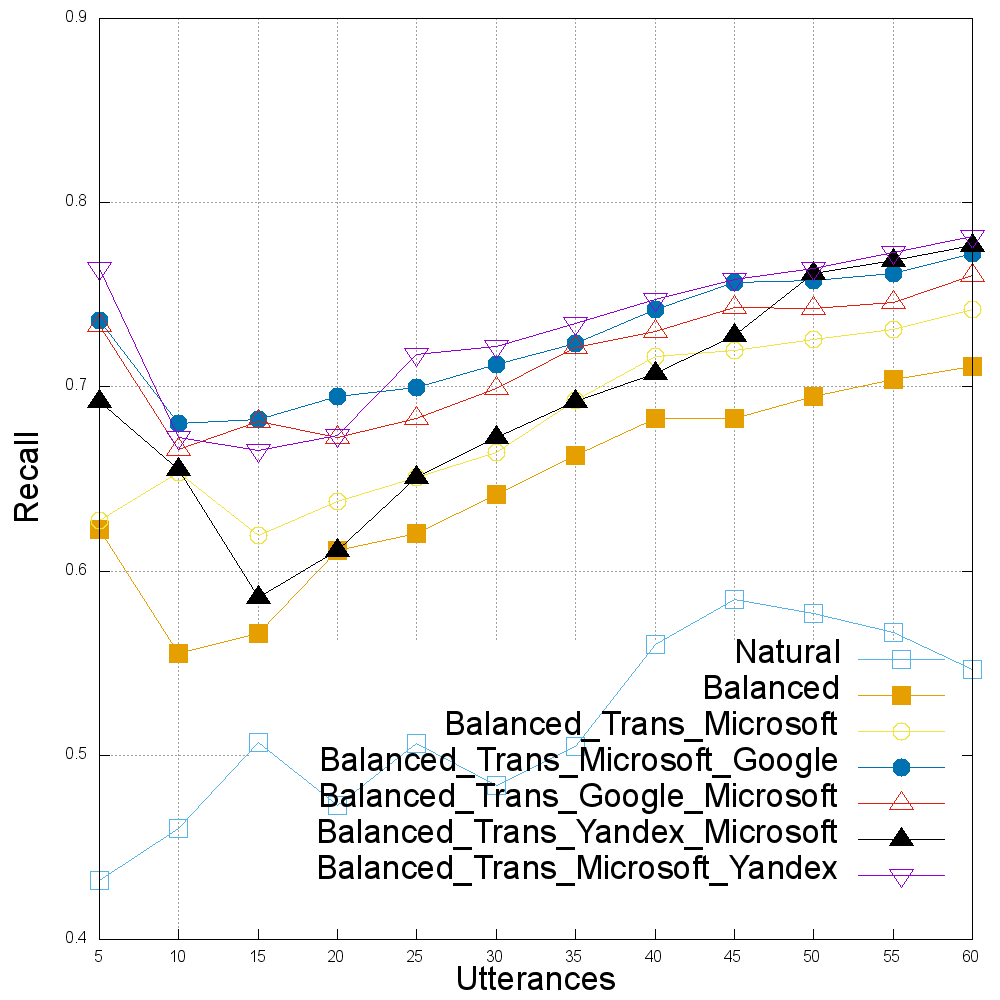 0.9
0.8
0.7
0.6
0.5
0.4
Recall
Natural
Balanced
Balanced_Trans_Microsoft
Balanced_Trans_Microsoft_Google
Balanced_Trans_Google_Microsoft
Balanced_Trans_Yandex_Microsoft
Balanced_Trans_Microsoft_Yandex
5 10 15 20 25 30 35 40 45 50 55 60
Utterances